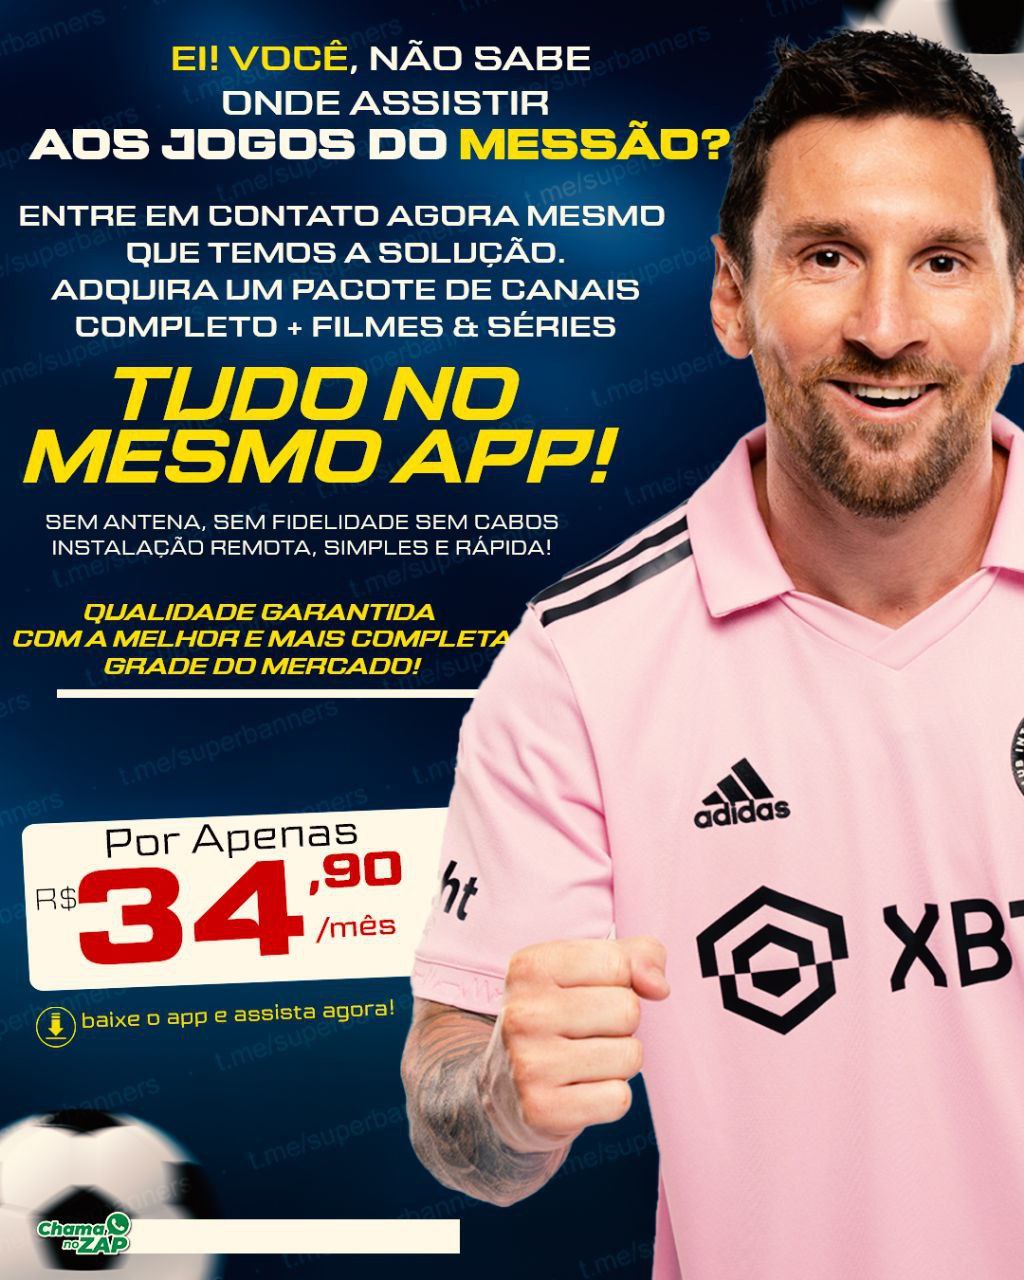 EI! VOCÊ, NÃO SABE
ONDE ASSISTIR
AOS JOGOS DO MESSÃO?
ENTRE EM CONTATO AGORA MESMO
QUE TEMOS A SOLUÇÃO.
ADQUIRA UM PACOTE DE CANAIS
COMPLETO + FILMES & SÉRIES
TUDO NO
MESMO APP!
SEM ANTENA, SEM FIDELIDADE SEM CABOS
INSTALAÇÃO REMOTA, SIMPLES E RÁPIDA!
QUALIDADE GARANTIDA
COM A MELHOR E MAIS COMPLETA
GRADE DO MERCADO!
adidas
Por Apenas
R$34,90
/mês
ht
XBT
baixe o app e assista agora!
Chama
no ZAP
t.me/superbanners